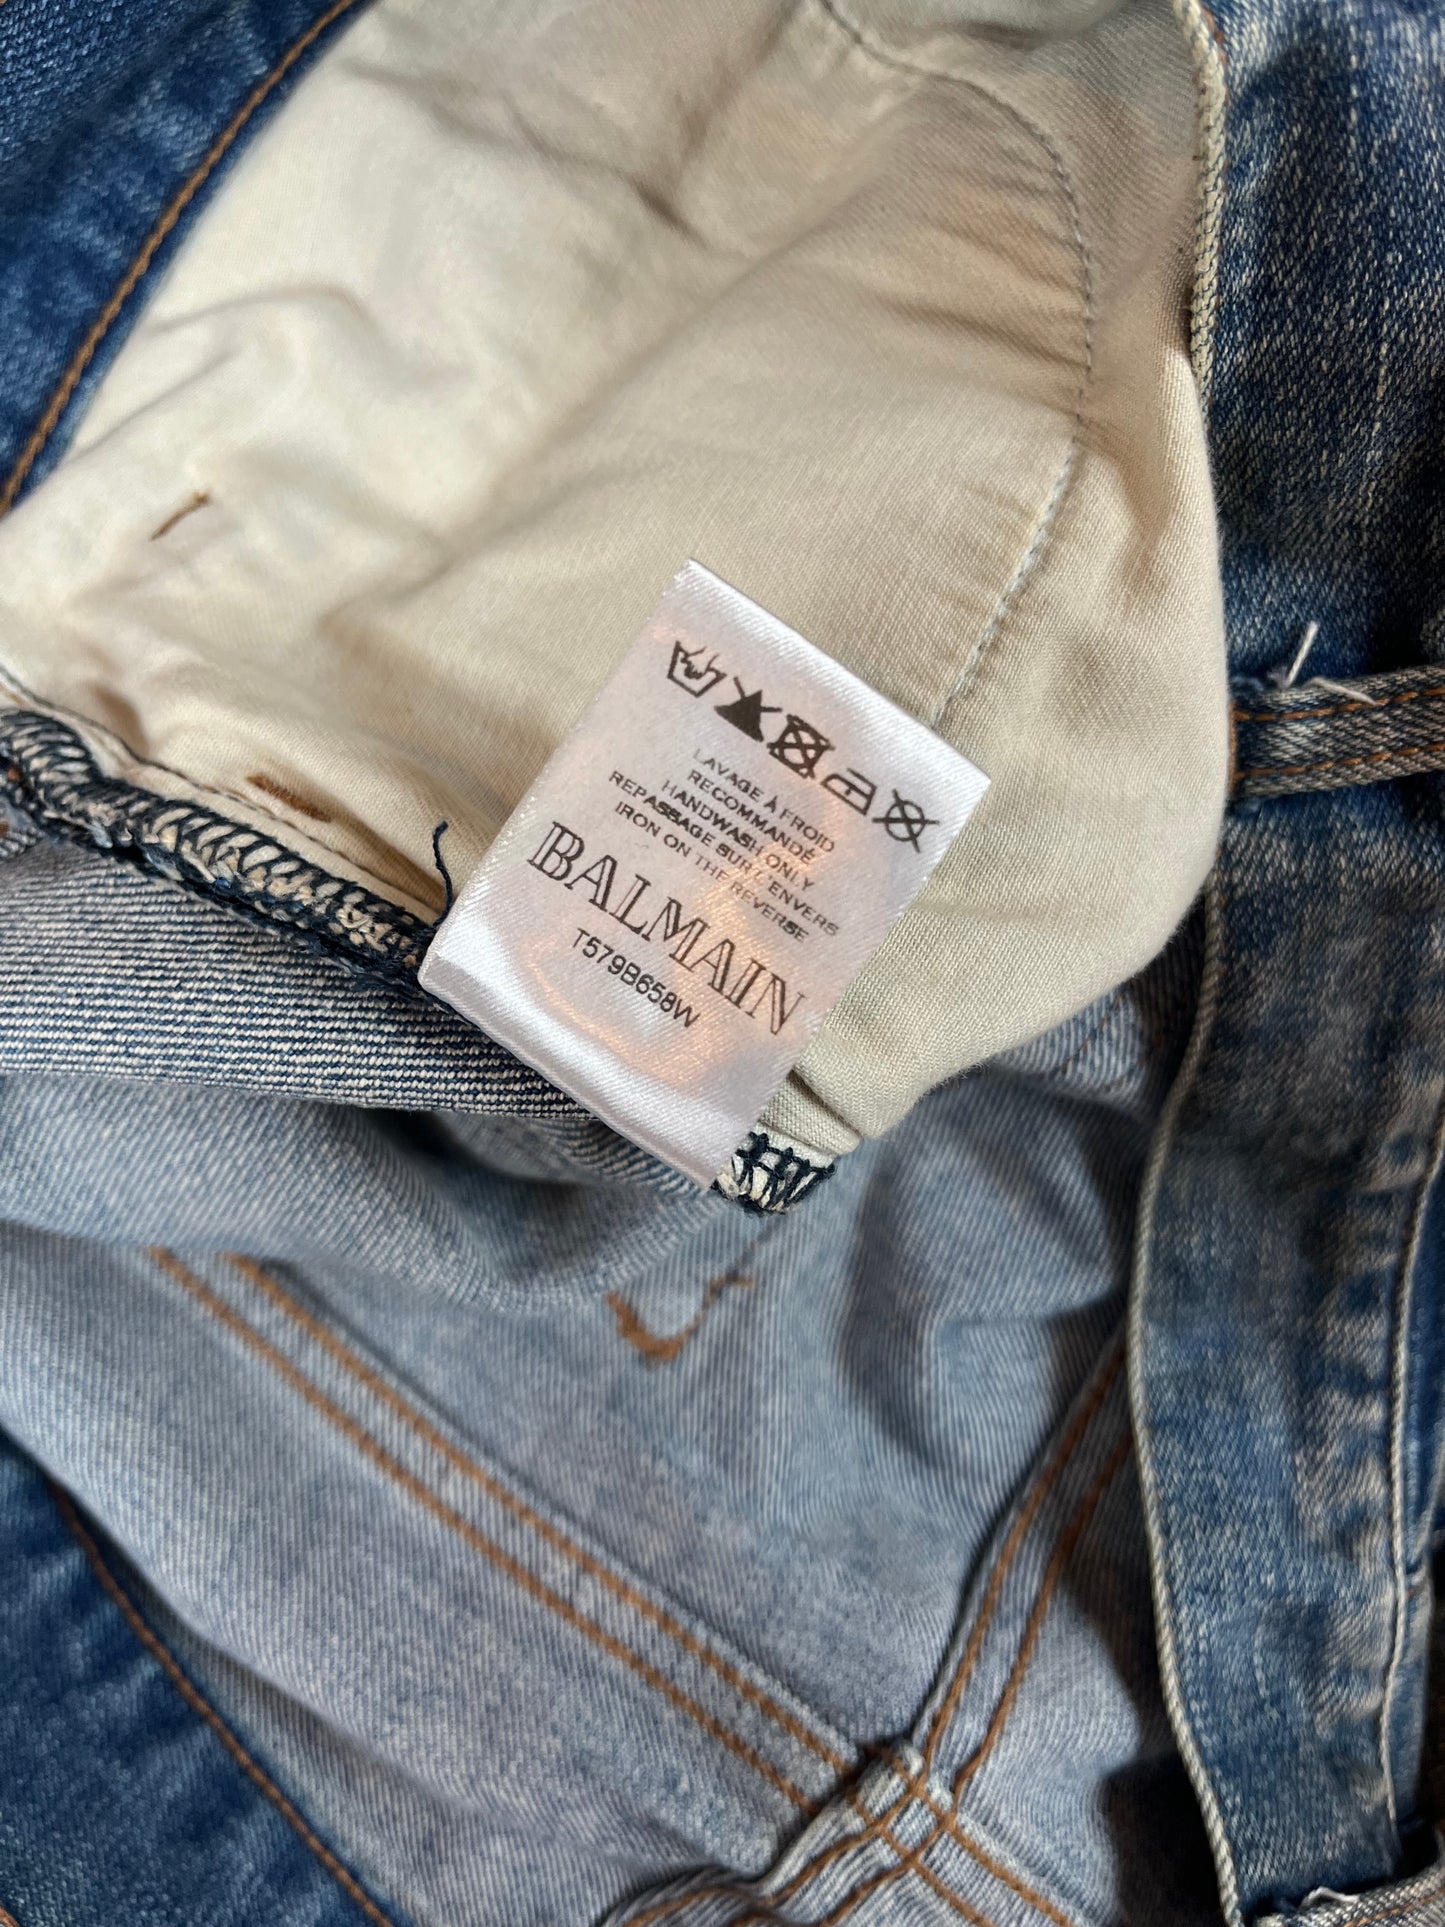 LAVAGE À FROID
RECOMMANDÉ
HANDWASH ONLY
REPASSAGE SUR L ENVERS
IRON ON THE REVERSE
BALMAIN
T579B658W